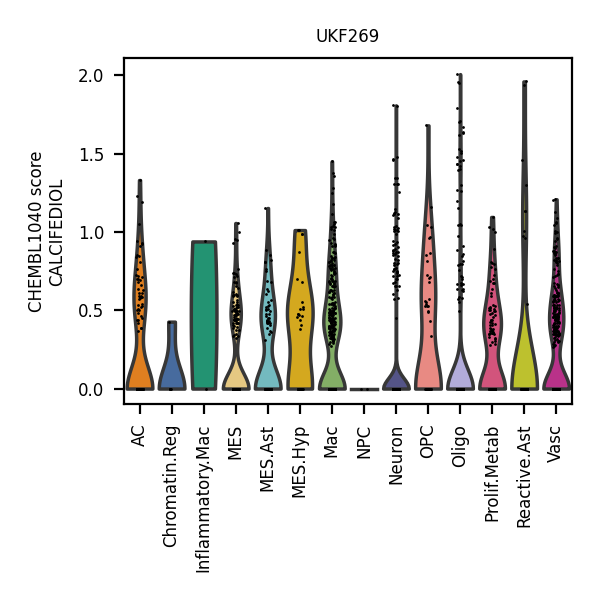 UKF269
CHEMBL1040 score
CALCIFEDIOL
2.0
1.5
1.0
0.5
0.0
AC
Chromatin.Reg
Inflammatory.Mac
MES
MES.Ast
MES.Hyp
Mac
NPC
Neuron
OPC
Oligo
Prolif.Metab
Reactive.Ast
Vasc